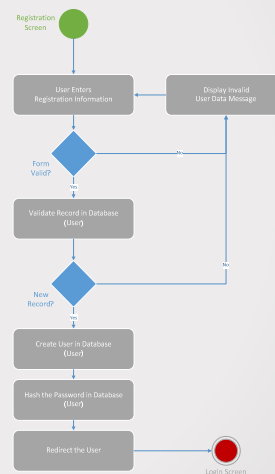 Registration
Screen
User Enters
Registration Information
Display Invalid
User Data Message
Form
Valid?
No
Yes
Validate Record in Database
(User)
New
Record?
No
Yes
Create User in Database
(User)
Hash the Password in Database
(User)
Redirect the User
Login Screen